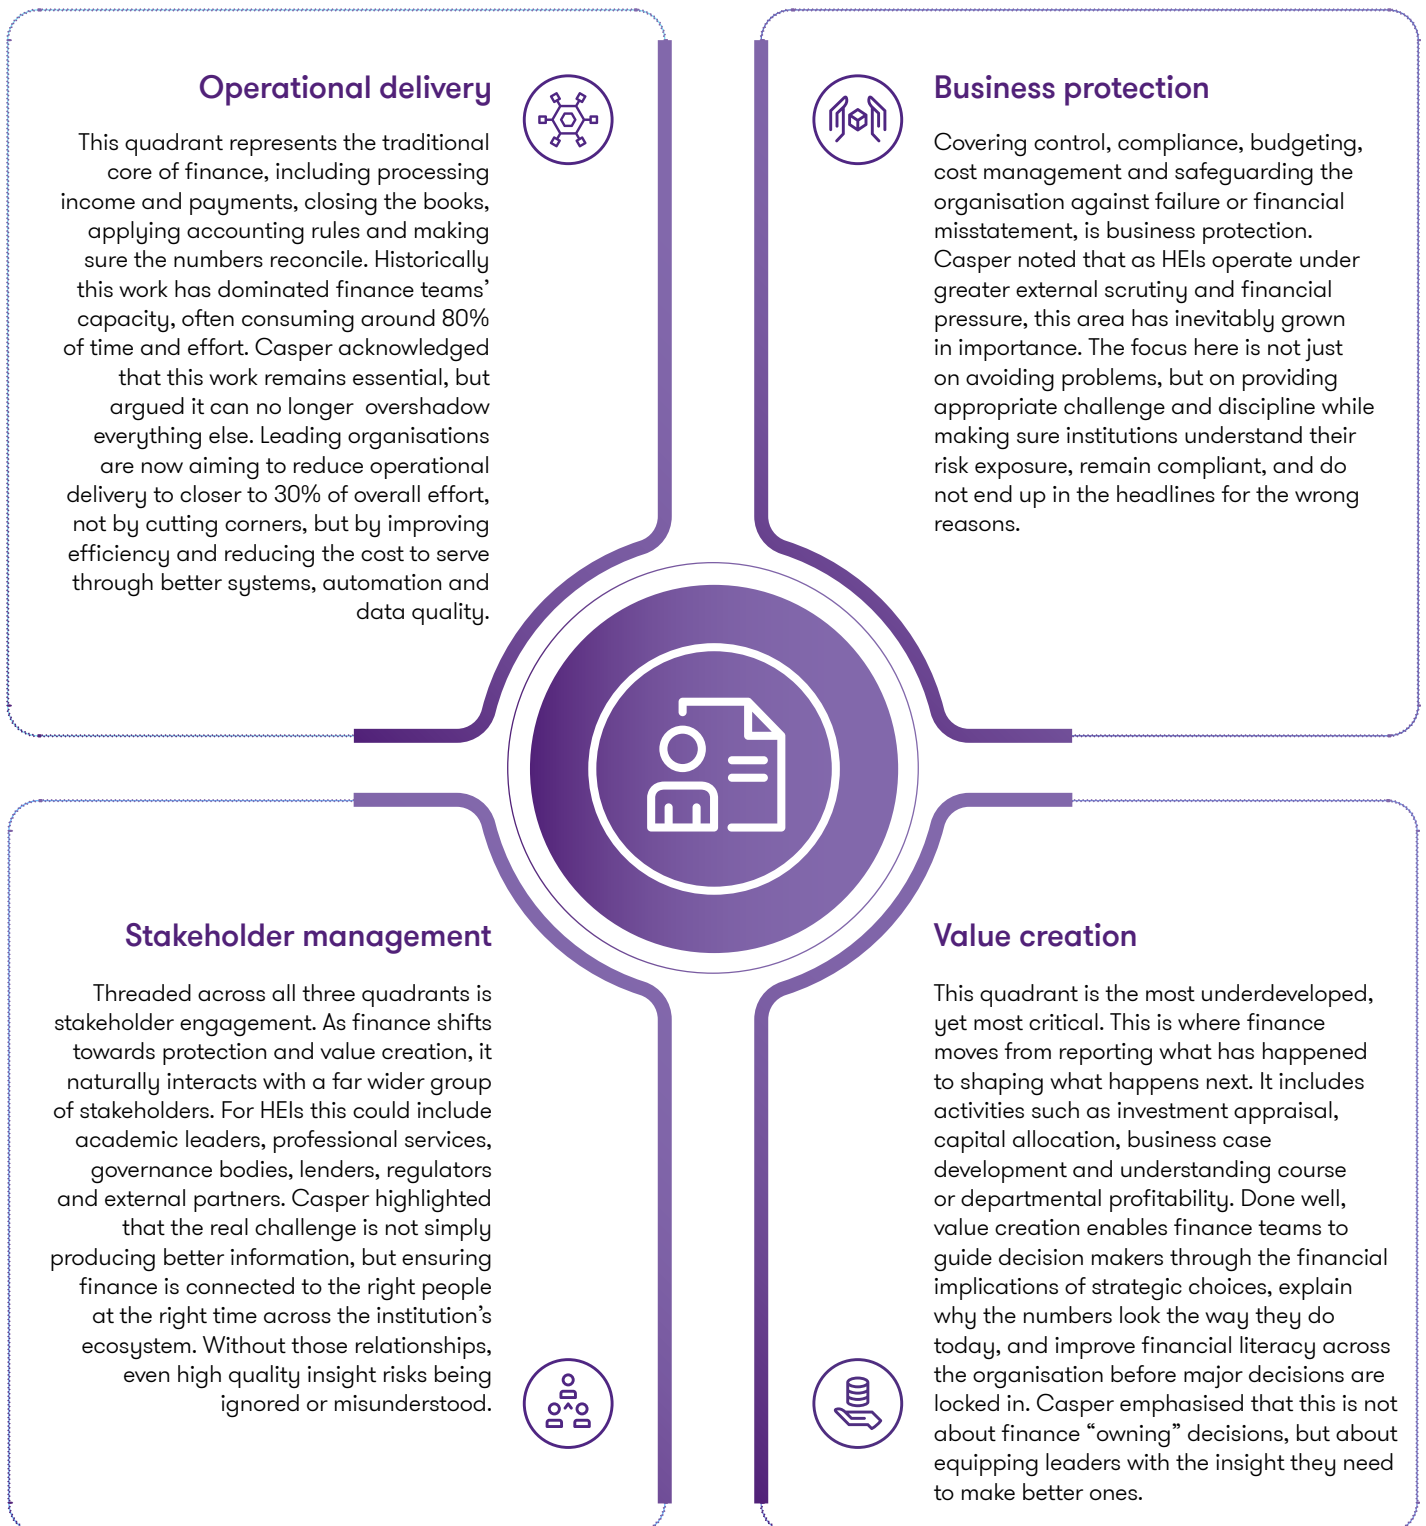 Operational delivery
This quadrant represents the traditional
core of finance, including processing
income and payments, closing the books,
applying accounting rules and making
sure the numbers reconcile. Historically
this work has dominated finance teams’
capacity, often consuming around 80%
of time and effort. Casper acknowledged
that this work remains essential, but
argued it can no longer  overshadow
everything else. Leading organisations
are now aiming to reduce operational
delivery to closer to 30% of overall effort,
not by cutting corners, but by improving
efficiency and reducing the cost to serve
through better systems, automation and
data quality.
Business protection
Covering control, compliance, budgeting,
cost management and safeguarding the
organisation against failure or financial
misstatement, is business protection.
Casper noted that as HEIs operate under
greater external scrutiny and financial
pressure, this area has inevitably grown
in importance. The focus here is not just
on avoiding problems, but on providing
appropriate challenge and discipline while
making sure institutions understand their
risk exposure, remain compliant, and do
not end up in the headlines for the wrong
reasons.
Stakeholder management
Threaded across all three quadrants is
stakeholder engagement. As finance shifts
towards protection and value creation, it
naturally interacts with a far wider group
of stakeholders. For HEIs this could include
academic leaders, professional services,
governance bodies, lenders, regulators
and external partners. Casper highlighted
that the real challenge is not simply
producing better information, but ensuring
finance is connected to the right people
at the right time across the institution’s
ecosystem. Without those relationships,
even high quality insight risks being
ignored or misunderstood.
Value creation
This quadrant is the most underdeveloped,
yet most critical. This is where finance
moves from reporting what has happened
to shaping what happens next. It includes
activities such as investment appraisal,
capital allocation, business case
development and understanding course
or departmental profitability. Done well,
value creation enables finance teams to
guide decision makers through the financial
implications of strategic choices, explain
why the numbers look the way they do
today, and improve financial literacy across
the organisation before major decisions are
locked in. Casper emphasised that this is not
about finance “owning” decisions, but about
equipping leaders with the insight they need
to make better ones.